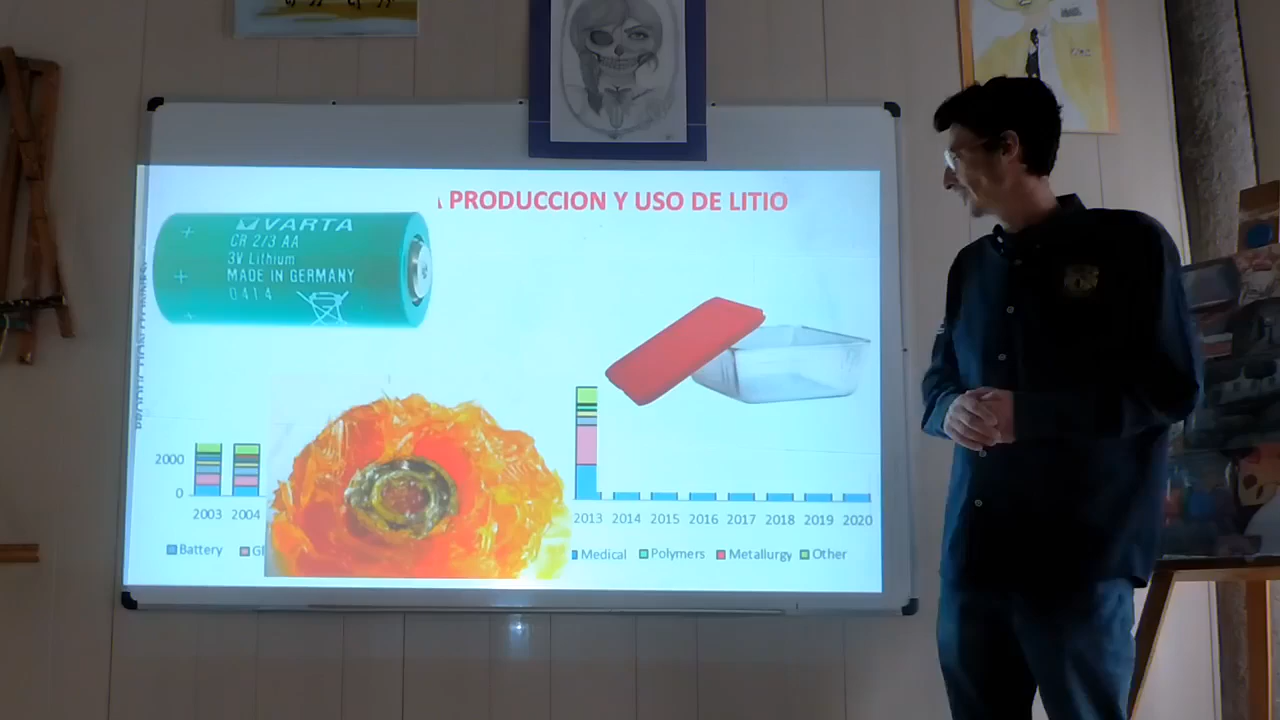 PRODUCCION Y USO DE LITIO
VARTA
CR 2/3 AA
3V Lithium
MADE IN GERMANY
0414
2000
0
2003 2004 2013 2014 2015 2016 2017 2018 2019 2020
Battery Gl Medical Polymers Metallurgy Other